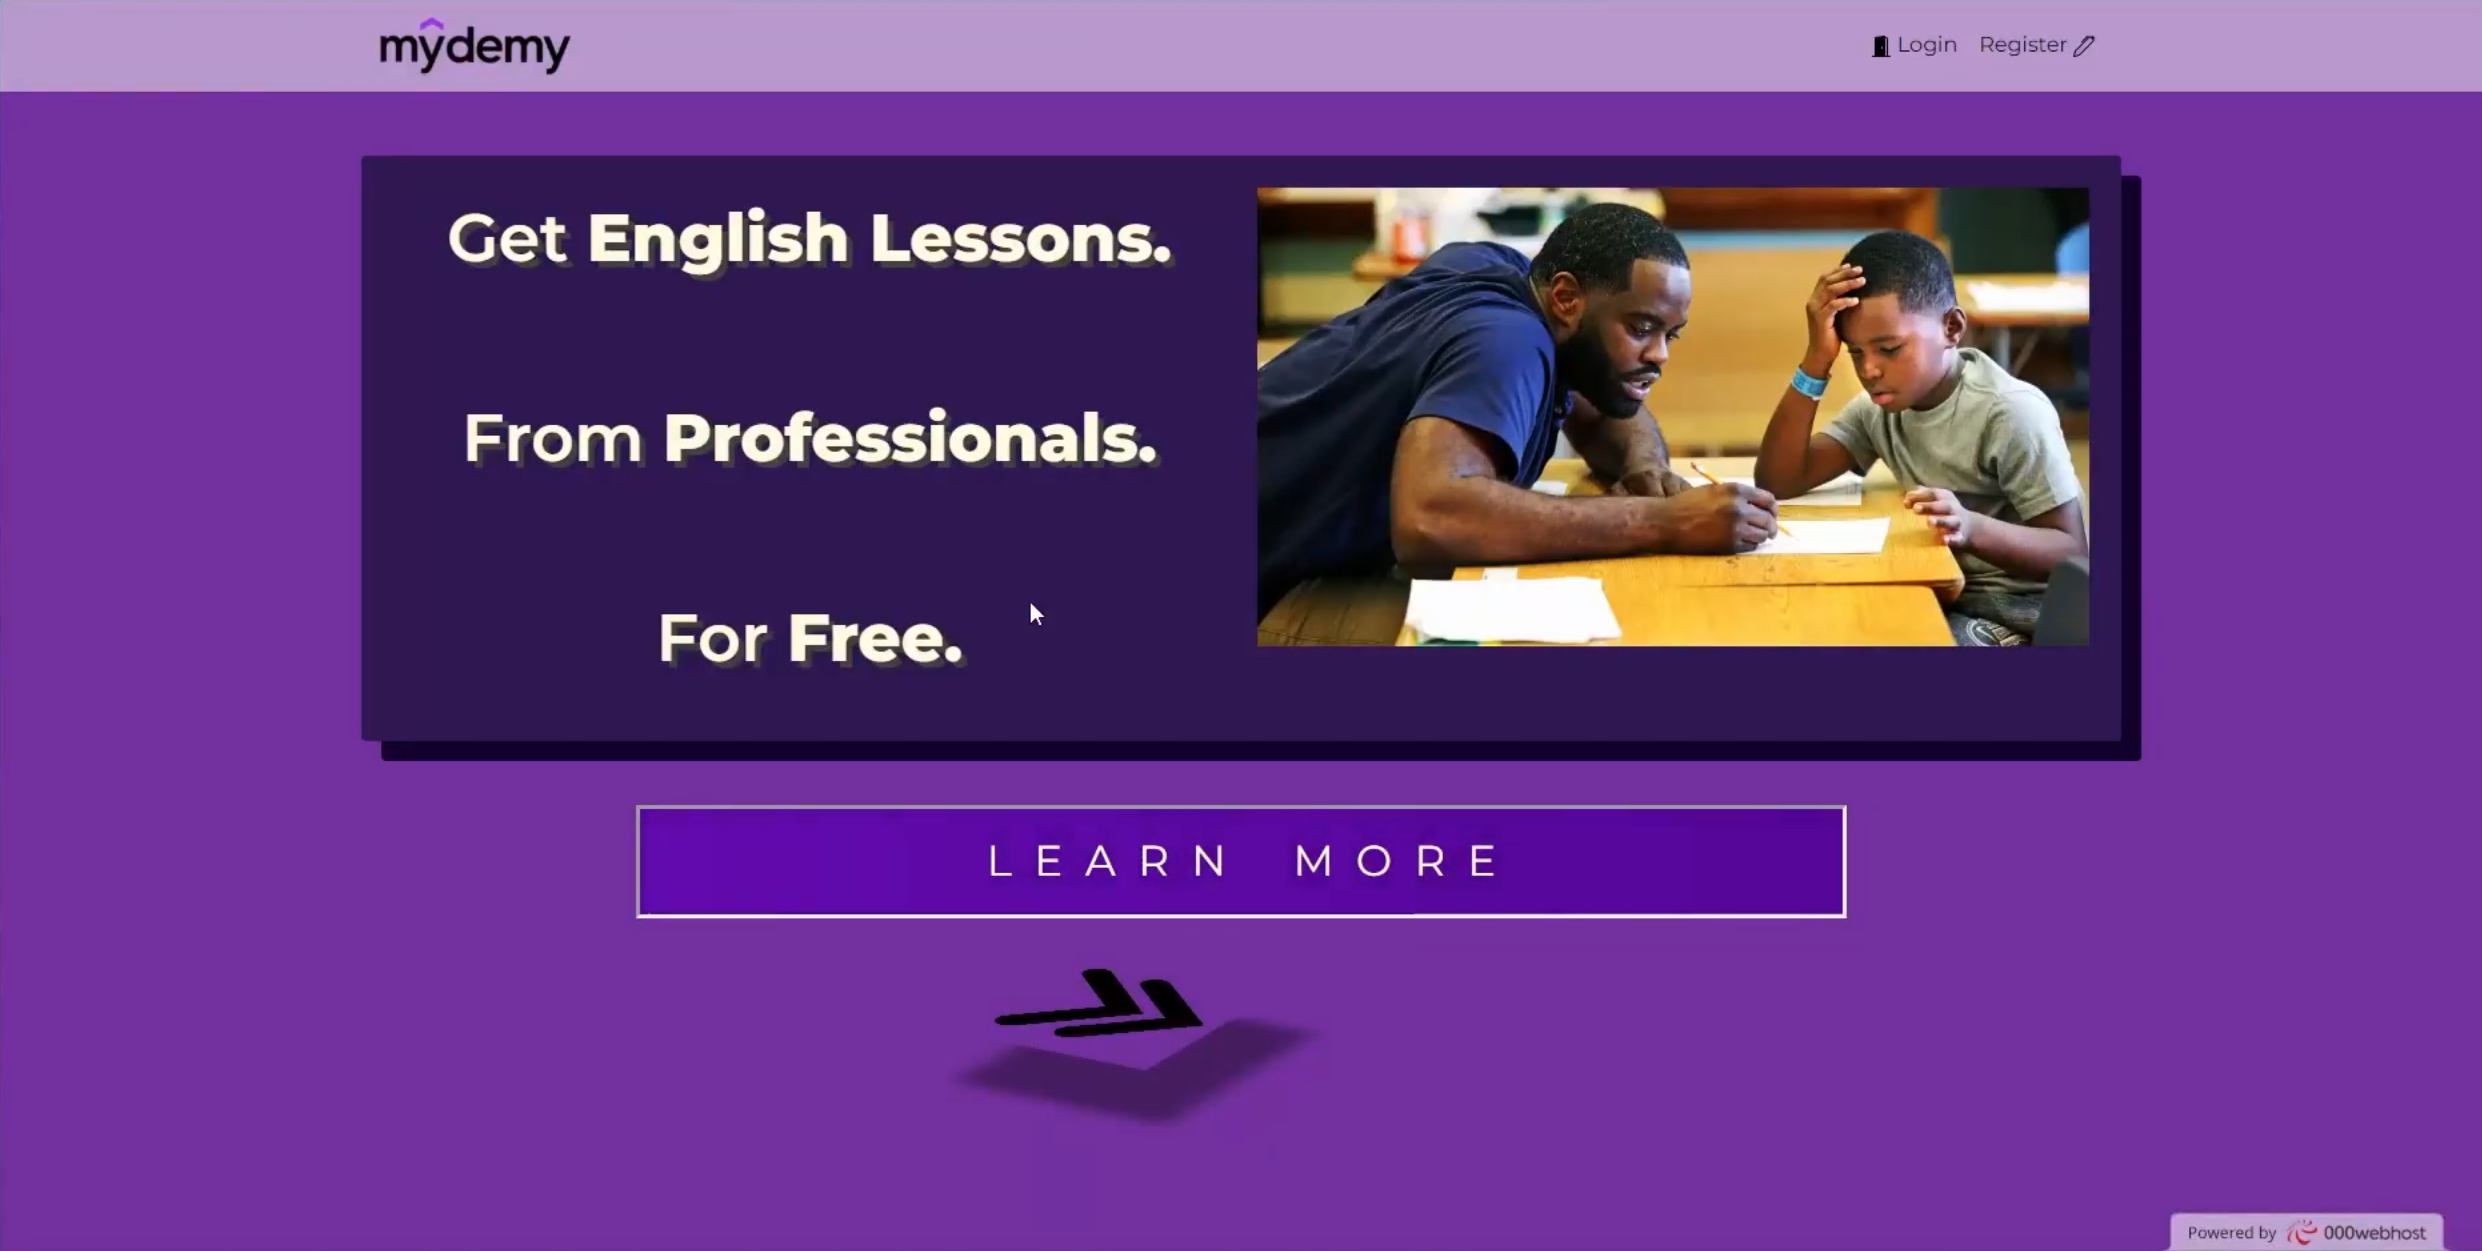 mydemy
Login Register
Get English Lessons.
From Professionals.
For Free.
LEARN MORE
Powered by 000webhost